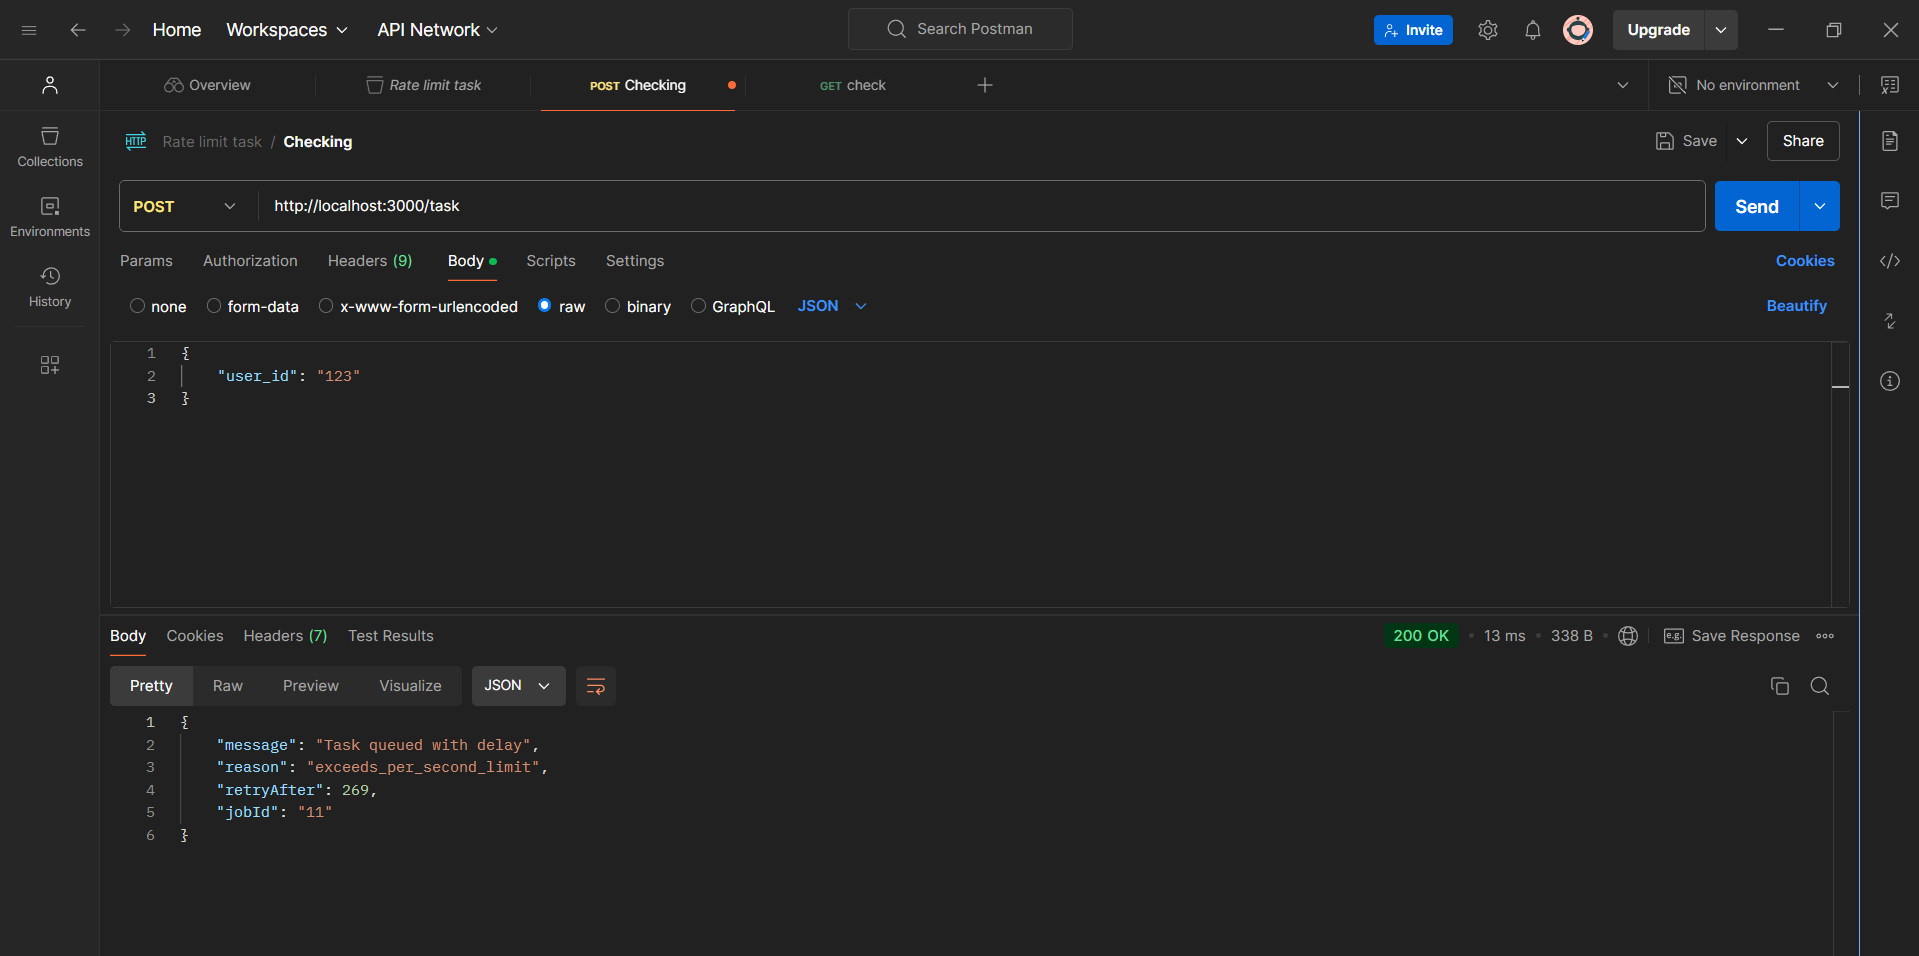 Home Workspaces API Network Search Postman Invite Upgrade
Overview Rate limit task POST Checking GET check No environment
HTTP Rate limit task / Checking Save Share
Collections
Environments
History
POST http://localhost:3000/task Send
Params Authorization Headers (9) Body Scripts Settings Cookies
none form-data x-www-form-urlencoded raw binary GraphQL JSON Beautify
1 {
2 "user_id": "123"
3 }
Body Cookies Headers (7) Test Results 200 OK 13 ms 338 B e.g. Save Response
Pretty Raw Preview Visualize JSON
1 {
2 "message": "Task queued with delay",
3 "reason": "exceeds_per_second_limit",
4 "retryAfter": 269,
5 "jobId": "11"
6 }